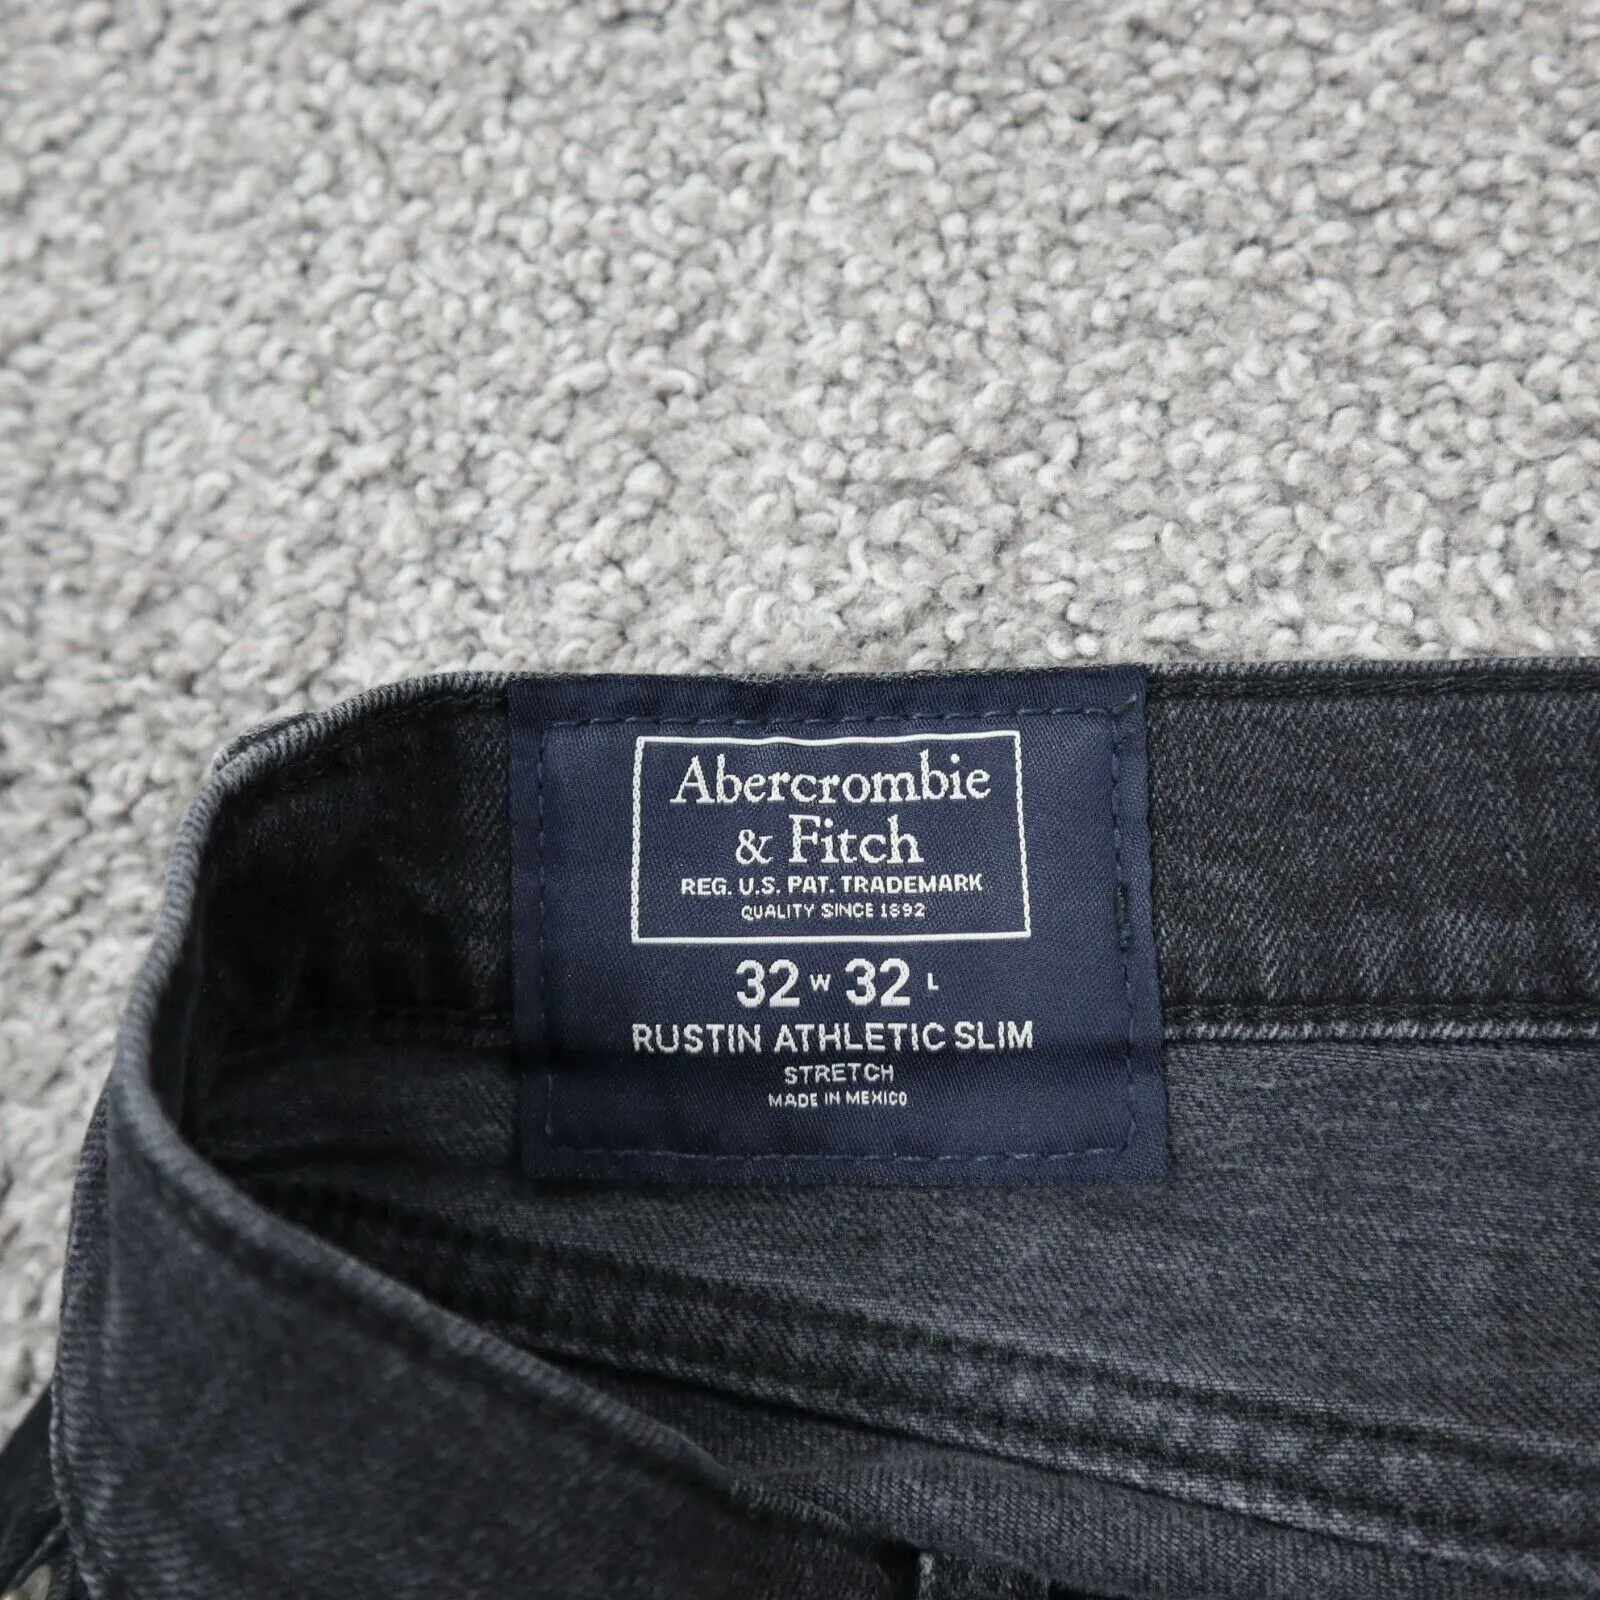 Abercrombie
& Fitch
REG. U.S. PAT. TRADEMARK
QUALITY SINCE 1892
32 W 32 L
RUSTIN ATHLETIC SLIM
STRETCH
MADE IN MEXICO